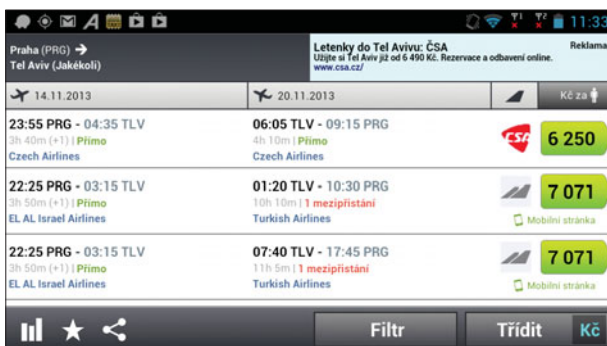 11:33
Praha (PRG) →
Tel Aviv (Jakékoli)
Letenky do Tel Avivu: ČSA
Reklama
Užijte si Tel Aviv již od 6 490 Kč. Rezervace a odbavení online.
www.csa.cz/
14.11.2013
20.11.2013
Kč za
23:55 PRG - 04:35 TLV
3h 40m (+1) | Přímo
Czech Airlines
06:05 TLV - 09:15 PRG
4h 10m | Přímo
Czech Airlines
CSA
6 250
22:25 PRG - 03:15 TLV
3h 50m (+1) | Přímo
EL AL Israel Airlines
01:20 TLV - 10:30 PRG
10h 10m | 1 mezipřistání
Turkish Airlines
7 071
Mobilní stránka
22:25 PRG - 03:15 TLV
3h 50m (+1) | Přímo
EL AL Israel Airlines
07:40 TLV - 17:45 PRG
11h 5m | 1 mezipřistání
Turkish Airlines
7 071
Mobilní stránka
Filtr
Třídit
Kč